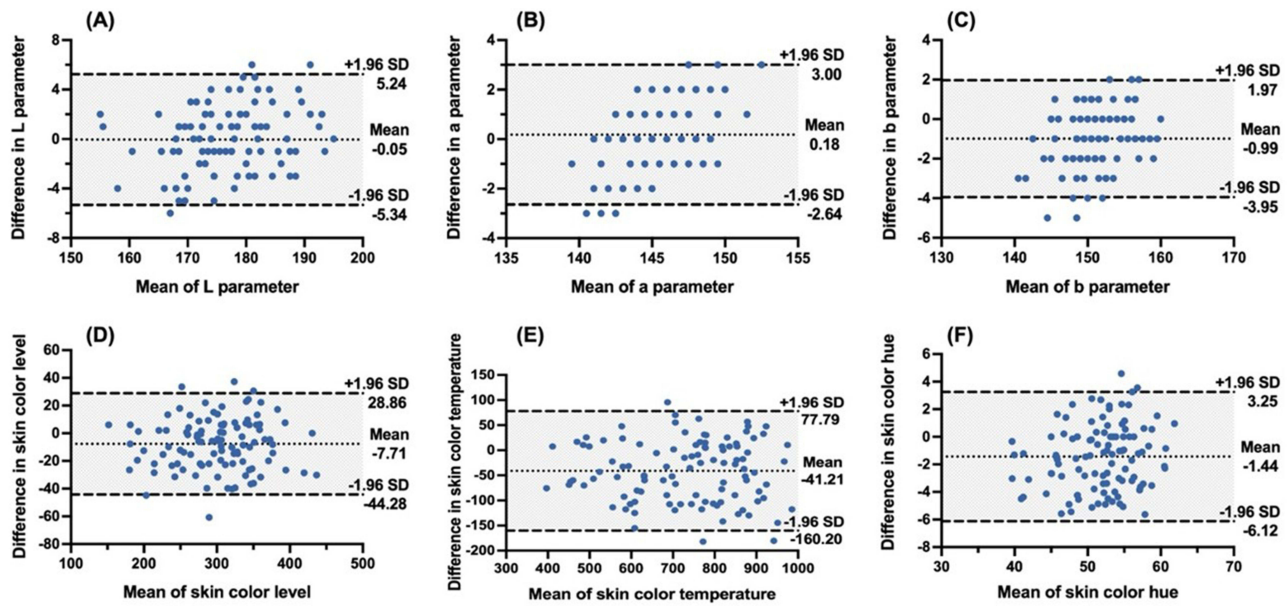 (A)
Difference in L parameter
8
4
0
-4
-8
150
160
170
180
190
200
Mean of L parameter
+1.96 SD
5.24
Mean
-0.05
-1.96 SD
-5.34
(B)
Difference in a parameter
4
2
0
-2
-4
135
140
145
150
155
Mean of a parameter
+1.96 SD
3.00
Mean
0.18
-1.96 SD
-2.64
(C)
Difference in b parameter
4
2
0
-2
-4
-6
130
140
150
160
170
Mean of b parameter
+1.96 SD
1.97
Mean
-0.99
-1.96 SD
-3.95
(D)
Difference in skin color level
60
40
20
0
-20
-40
-60
-80
100
200
300
400
500
Mean of skin color level
+1.96 SD
28.86
Mean
-7.71
-1.96 SD
-44.28
(E)
Difference in skin color temperature
150
100
50
0
-50
-100
-150
-200
300
400
500
600
700
800
900
1000
Mean of skin color temperature
+1.96 SD
77.79
Mean
-41.21
-1.96 SD
-160.20
(F)
Difference in skin color hue
6
4
2
0
-2
-4
-6
-8
30
40
50
60
70
Mean of skin color hue
+1.96 SD
3.25
Mean
-1.44
-1.96 SD
-6.12